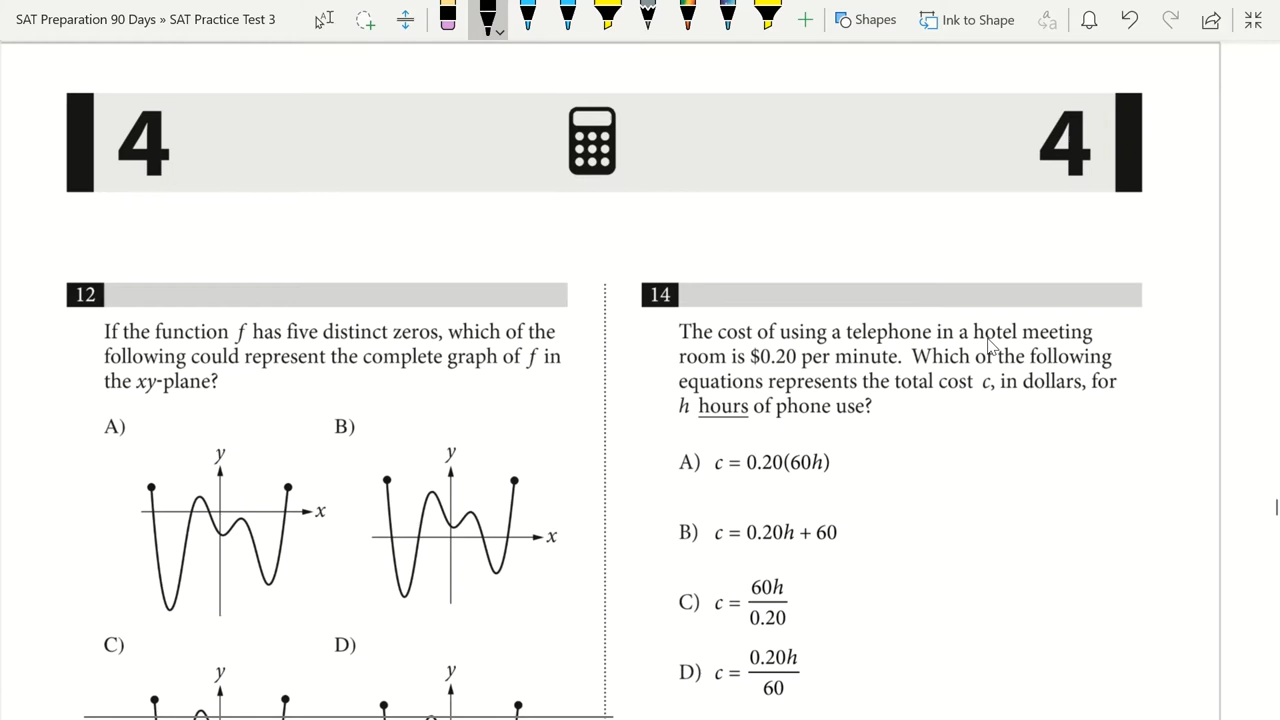 SAT Preparation 90 Days » SAT Practice Test 3
Shapes
Ink to Shape
4
4
12
If the function f has five distinct zeros, which of the
following could represent the complete graph of f in
the xy-plane?
A)
B)
y
y
x
x
C)
D)
y
y
14
The cost of using a telephone in a hotel meeting
room is $0.20 per minute. Which of the following
equations represents the total cost c, in dollars, for
h hours of phone use?
A) c = 0.20(60h)
B) c = 0.20h + 60
C) c = 60h/0.20
D) c = 0.20h/60